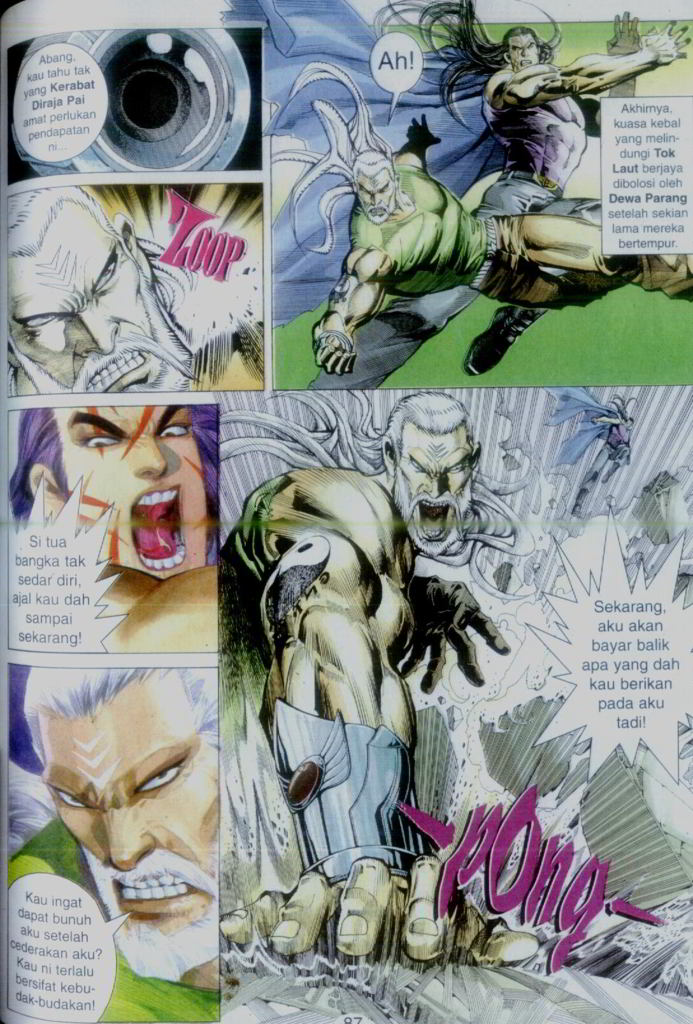 Abang,
kau tahu tak
yang Kerabat
Diraja Pai
amat perlukan
pendapatan
ni...
Ah!
Akhirnya,
kuasa kebal
yang melin-
dungi Tok
Laut berjaya
dibolosi oleh
Dewa Parang
setelah sekian
lama mereka
bertempur.
ZOOP
Si tua
bangka tak
sedar diri,
ajal kau dah
sampai
sekarang!
Sekarang,
aku akan
bayar balik
apa yang dah
kau berikan
pada aku
tadi!
Kau ingat
dapat bunuh
aku setelah
cederakan aku?
Kau ni terlalu
bersifat kebu-
dak-budakan!
PONG
87